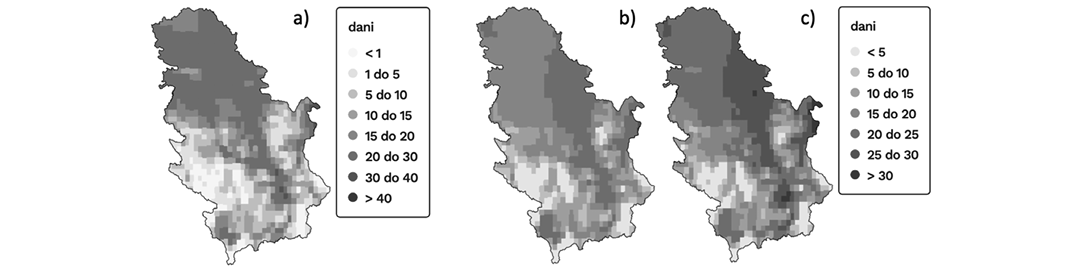 a)
dani
< 1
1 do 5
5 do 10
10 do 15
15 do 20
20 do 30
30 do 40
> 40
b)
c)
dani
< 5
5 do 10
10 do 15
15 do 20
20 do 25
25 do 30
> 30